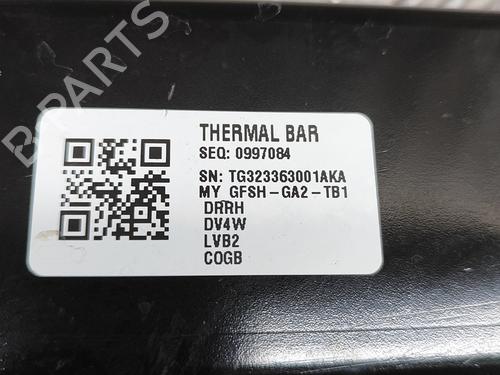 THERMAL BAR
SEQ: 0997084
SN: TG323363001AKA
MY GFSH-GA2-TB1
DRRH
DV4W
LVB2
COGB
B-PARTS